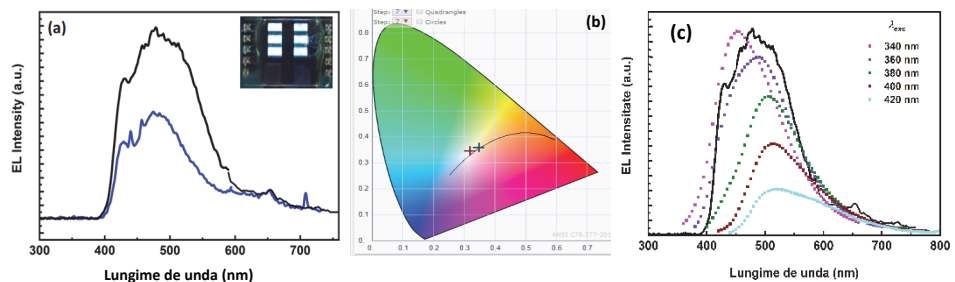 (a)
EL Intensity (a.u.)
300 400 500 600 700
Lungime de unda (nm)
Step: 7 Quadrangles
Step: 7 Circles
(b)
0.8
0.7
0.6
0.5
0.4
0.3
0.2
0.1
0.
0. 0.1 0.2 0.3 0.4 0.5 0.6 0.7
(c)
λexc
340 nm
360 nm
380 nm
400 nm
420 nm
EL Intensitate (a.u.)
300 400 500 600 700 800
Lungime de unda (nm)